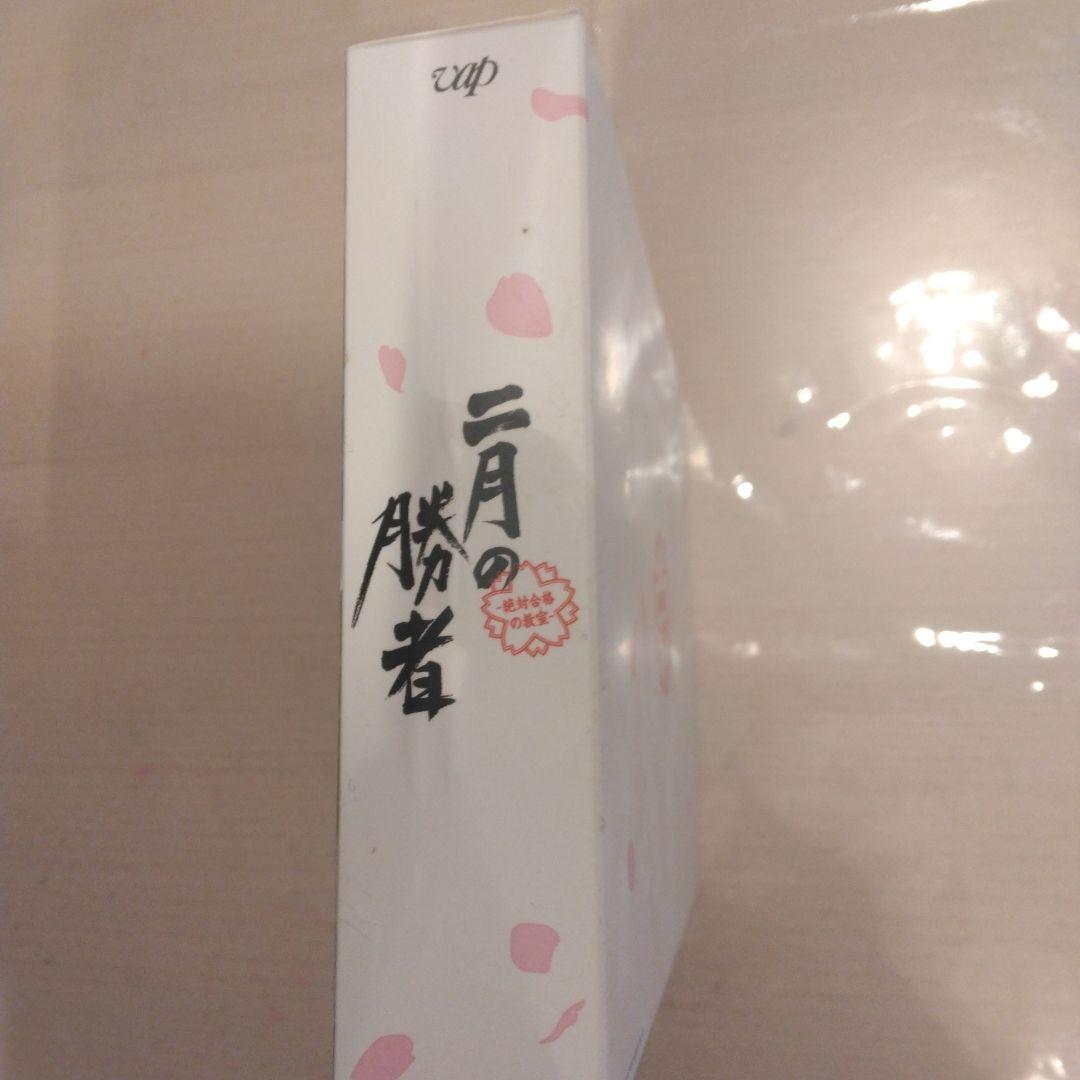 vap
二月の
勝者
-絶対合格
の教室-